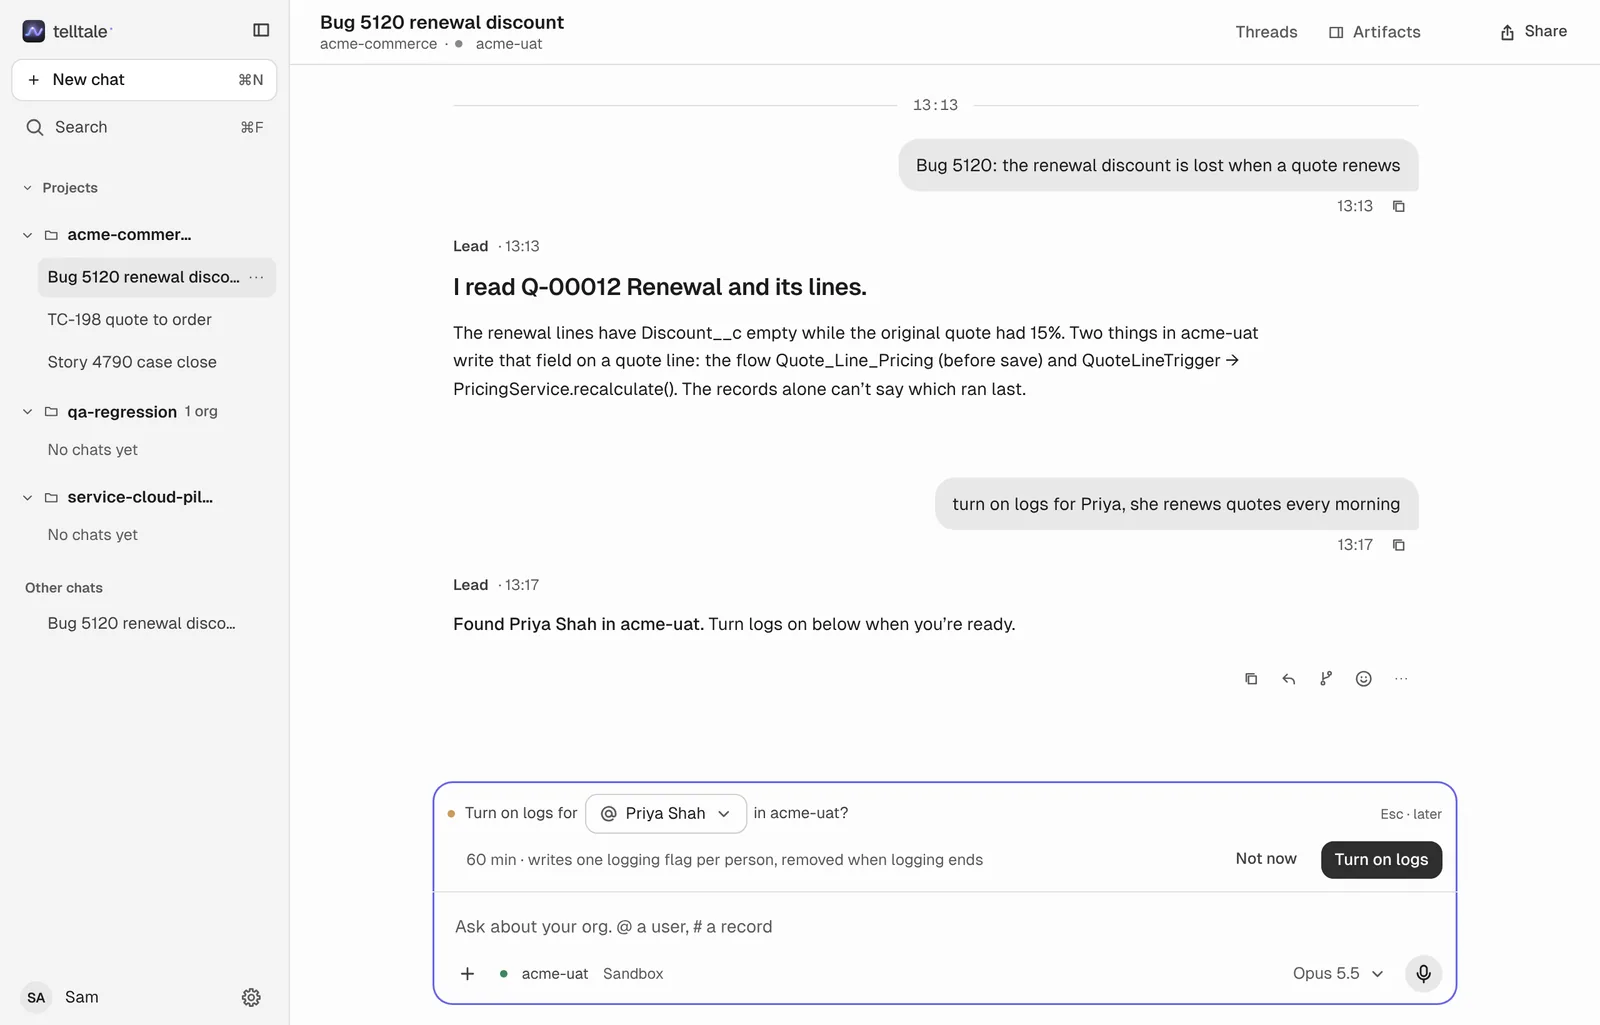 telltale
New chat ⌘N
Search ⌘F
Projects
acme-commer...
Bug 5120 renewal disco... ...
TC-198 quote to order
Story 4790 case close
qa-regression 1 org
No chats yet
service-cloud-pil...
No chats yet
Other chats
Bug 5120 renewal disco...
SA Sam
Bug 5120 renewal discount
acme-commerce · acme-uat
Threads
Artifacts
Share
13:13
Bug 5120: the renewal discount is lost when a quote renews
13:13
Lead · 13:13
I read Q-00012 Renewal and its lines.
The renewal lines have Discount__c empty while the original quote had 15%. Two things in acme-uat
write that field on a quote line: the flow Quote_Line_Pricing (before save) and QuoteLineTrigger →
PricingService.recalculate(). The records alone can’t say which ran last.
turn on logs for Priya, she renews quotes every morning
13:17
Lead · 13:17
Found Priya Shah in acme-uat. Turn logs on below when you’re ready.
Turn on logs for @ Priya Shah in acme-uat?
Esc · later
60 min · writes one logging flag per person, removed when logging ends
Not now
Turn on logs
Ask about your org. @ a user, # a record
acme-uat Sandbox
Opus 5.5